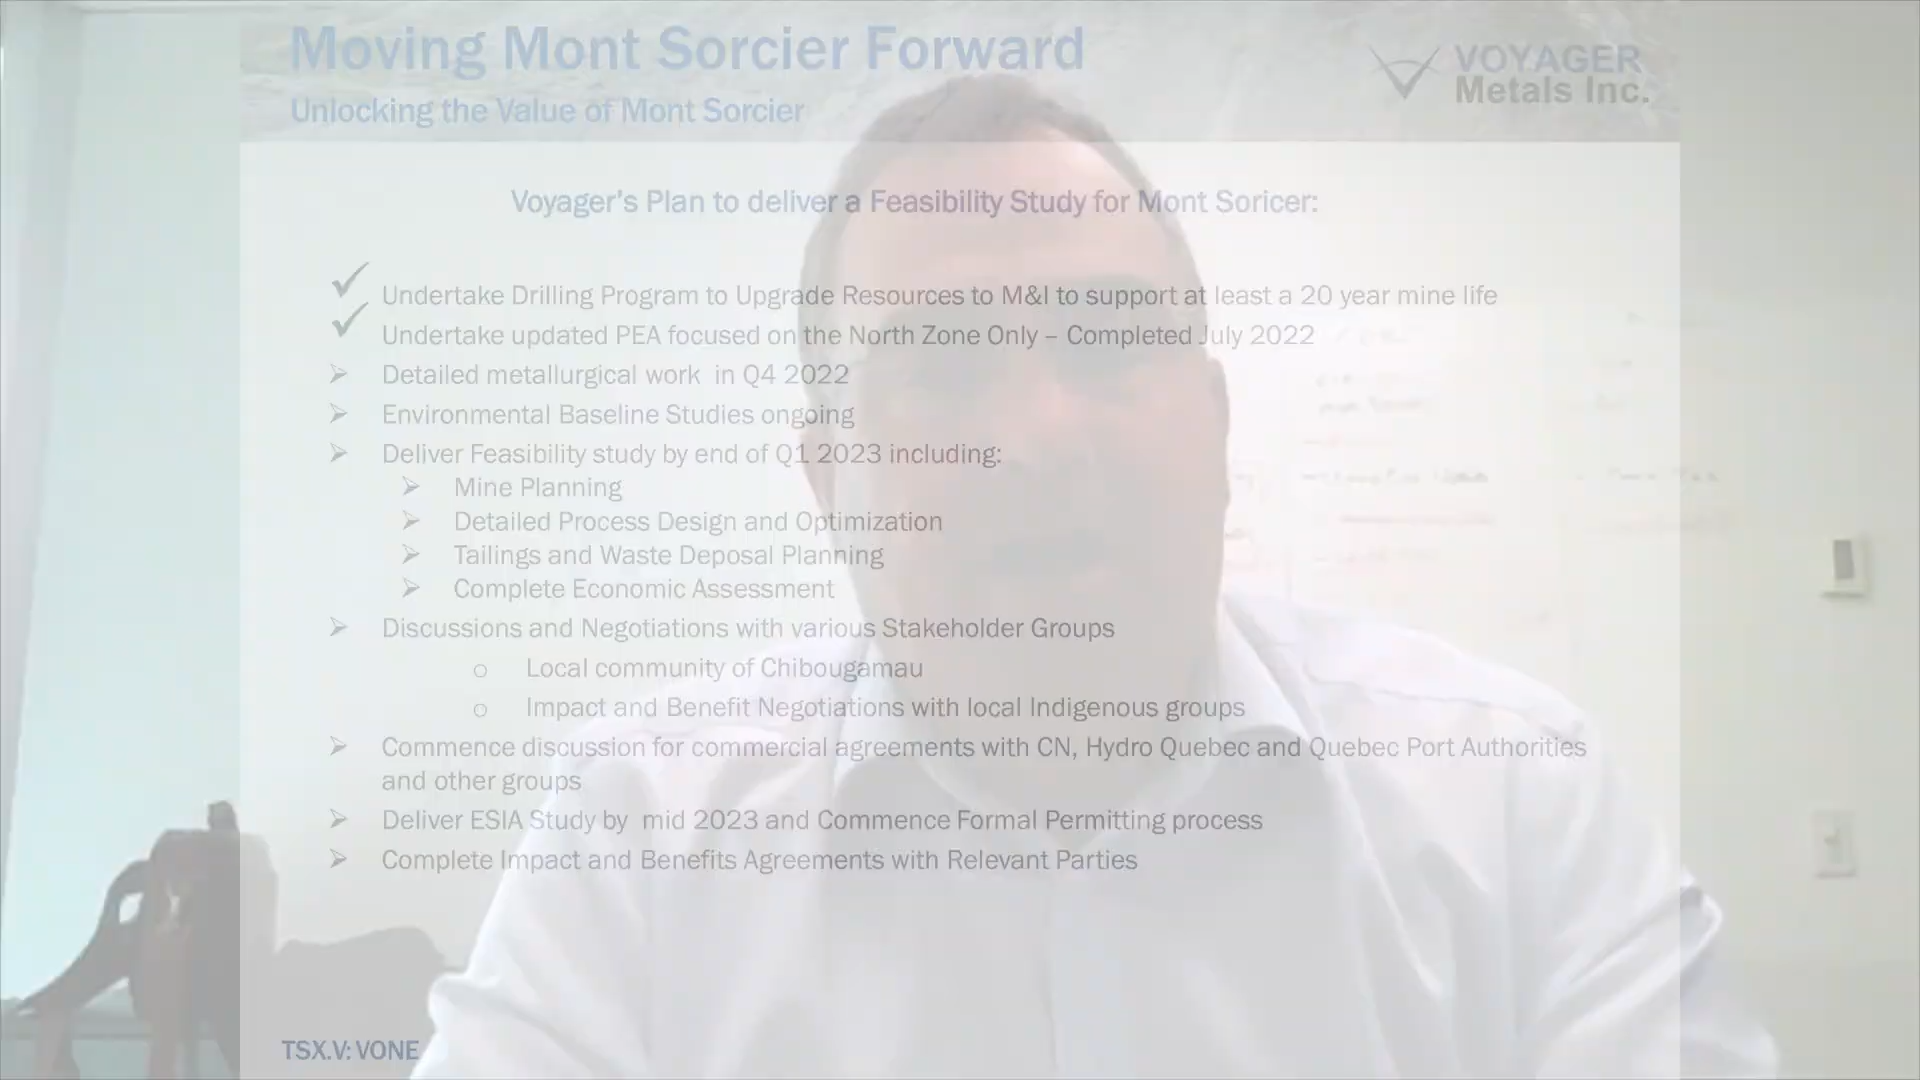 Moving Mont Sorcier Forward
Unlocking the Value of Mont Sorcier
VOYAGER
Metals Inc.
Voyager's Plan to deliver a Feasibility Study for Mont Soricer:
Undertake Drilling Program to Upgrade Resources to M&I to support at least a 20 year mine life
Undertake updated PEA focused on the North Zone Only – Completed July 2022
Detailed metallurgical work in Q4 2022
Environmental Baseline Studies ongoing
Deliver Feasibility study by end of Q1 2023 including:
Mine Planning
Detailed Process Design and Optimization
Tailings and Waste Deposal Planning
Complete Economic Assessment
Discussions and Negotiations with various Stakeholder Groups
Local community of Chibougamau
Impact and Benefit Negotiations with local Indigenous groups
Commence discussion for commercial agreements with CN, Hydro Quebec and Quebec Port Authorities
and other groups
Deliver ESIA Study by mid 2023 and Commence Formal Permitting process
Complete Impact and Benefits Agreements with Relevant Parties
TSX.V: VONE